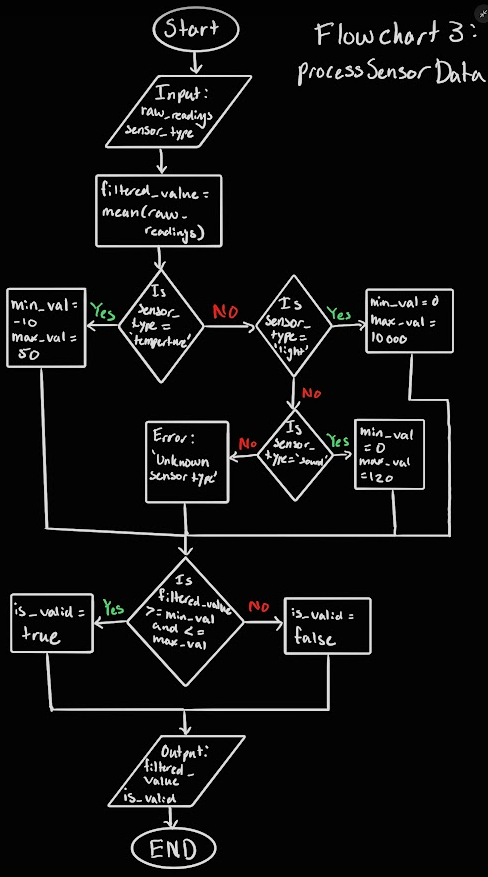 Start
Flowchart 3:
processSensorData
Input:
raw_readings
sensor_type
filtered_value =
mean(raw_
readings)
Is
sensor_
type =
'tempertive'
Yes
min_val =
-10
max_val =
50
NO
Is
sensor_
type =
'light'
Yes
min_val = 0
max_val =
10000
No
Is
sensor_
type='sound'
Yes
min_val
= 0
max_val
=120
No
Error:
'Unknown
sensor type'
Is
filtered_value
>= min_val
and <=
max_val
Yes
is_valid =
true
NO
is_valid =
false
Output:
filtered_
value
is_valid
END